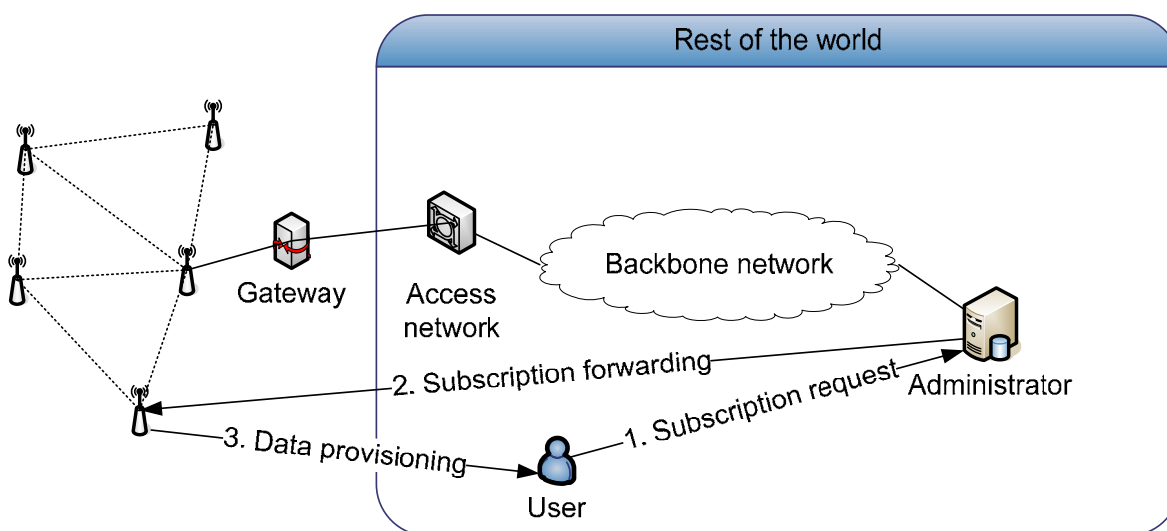 Rest of the world
Backbone network
Gateway
Access
network
2. Subscription forwarding
1. Subscription request
Administrator
3. Data provisioning
User